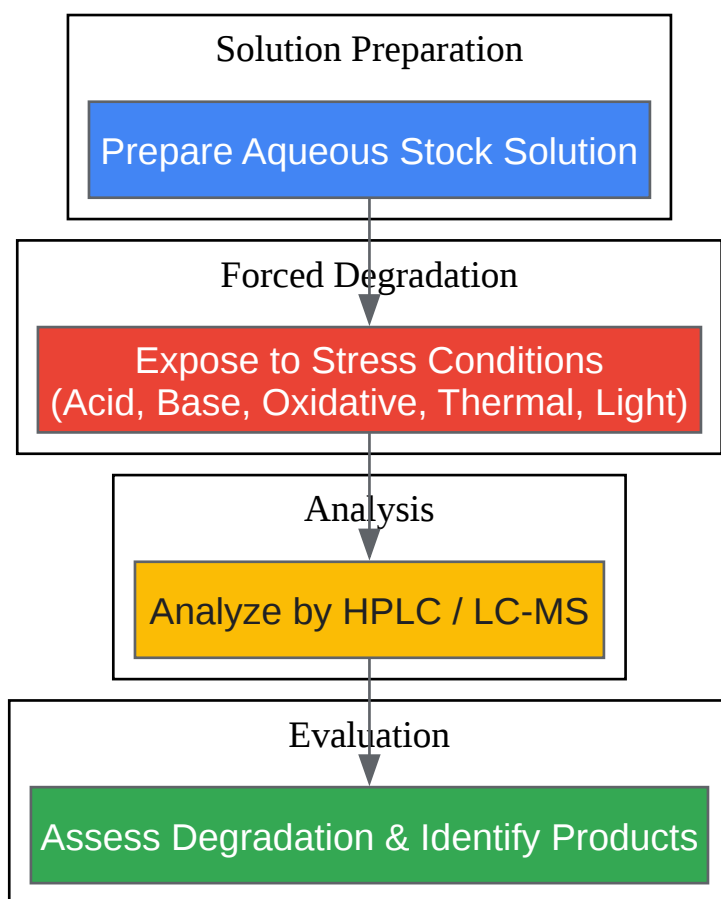 Solution Preparation
Prepare Aqueous Stock Solution
Forced Degradation
Expose to Stress Conditions
(Acid, Base, Oxidative, Thermal, Light)
Analysis
Analyze by HPLC / LC-MS
Evaluation
Assess Degradation & Identify Products